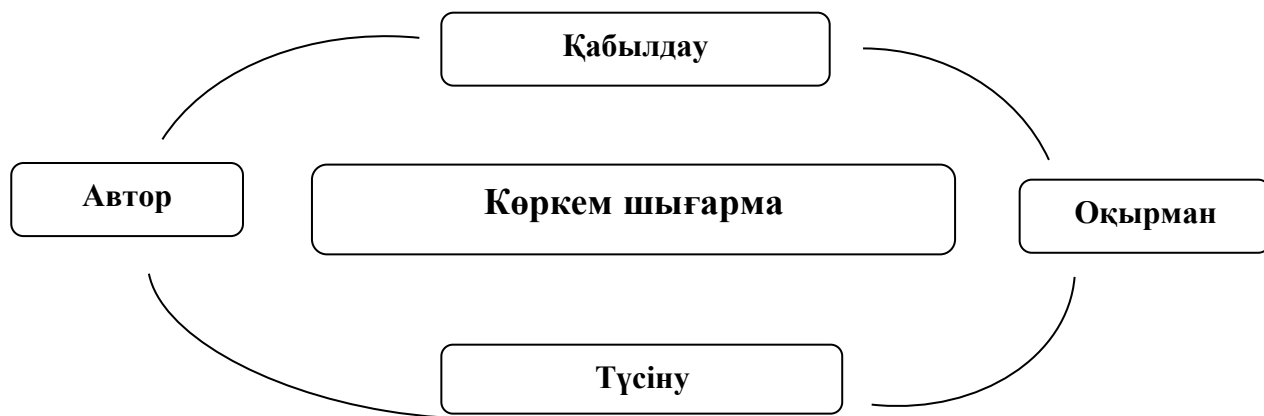 Қабылдау
Автор
Көркем шығарма
Оқырман
Түсіну